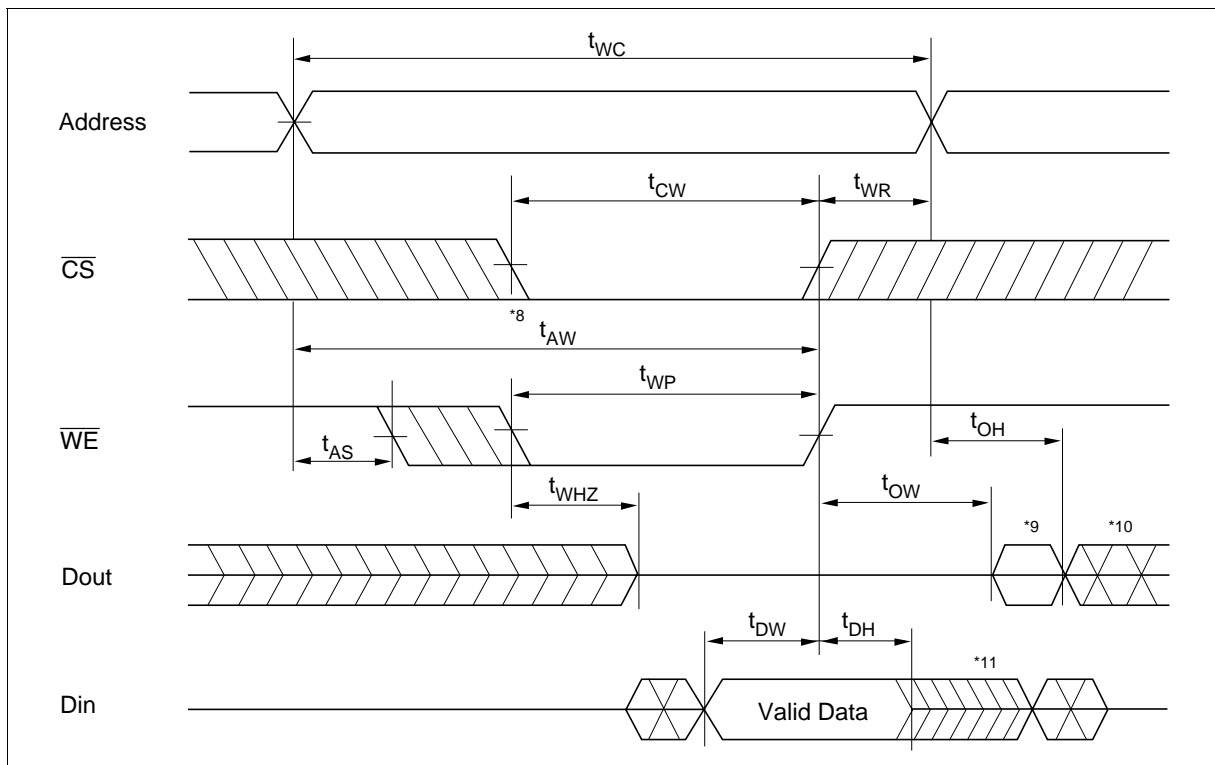 tWC
Address
tCW
tWR
CS
*8
tAW
tWP
WE
tAS
tOH
tWHZ
tOW
*9
*10
Dout
tDW
tDH
*11
Din
Valid Data